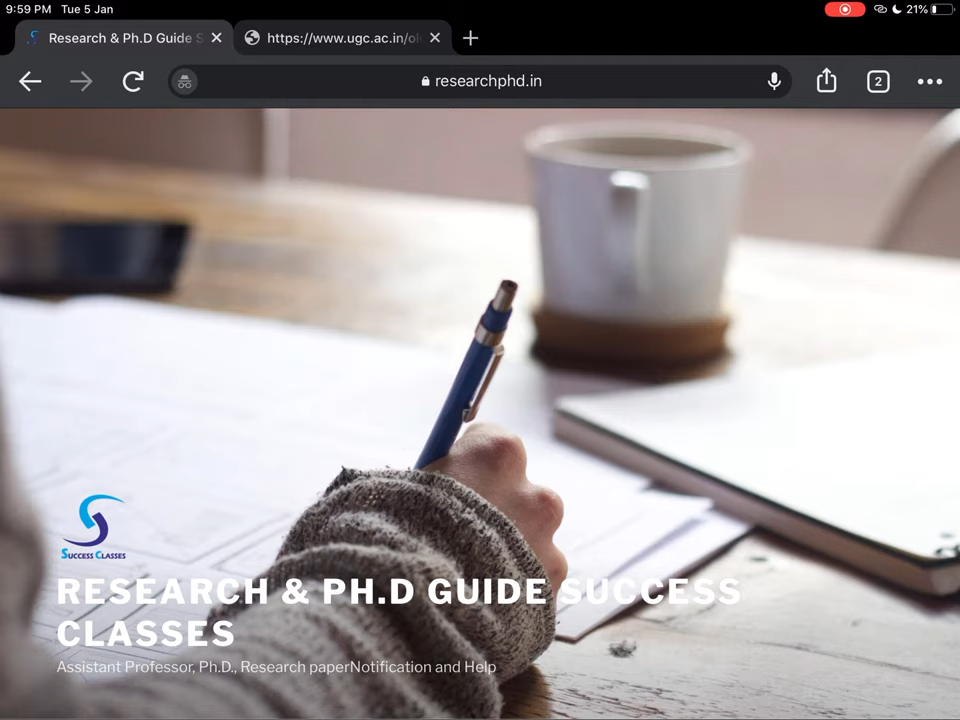 9:59 PM Tue 5 Jan
21%
Research & Ph.D Guide S
https://www.ugc.ac.in/ol
researchphd.in
2
SUCCESS CLASSES
RESEARCH & PH.D GUIDE SUCCESS
CLASSES
Assistant Professor, Ph.D., Research paperNotification and Help